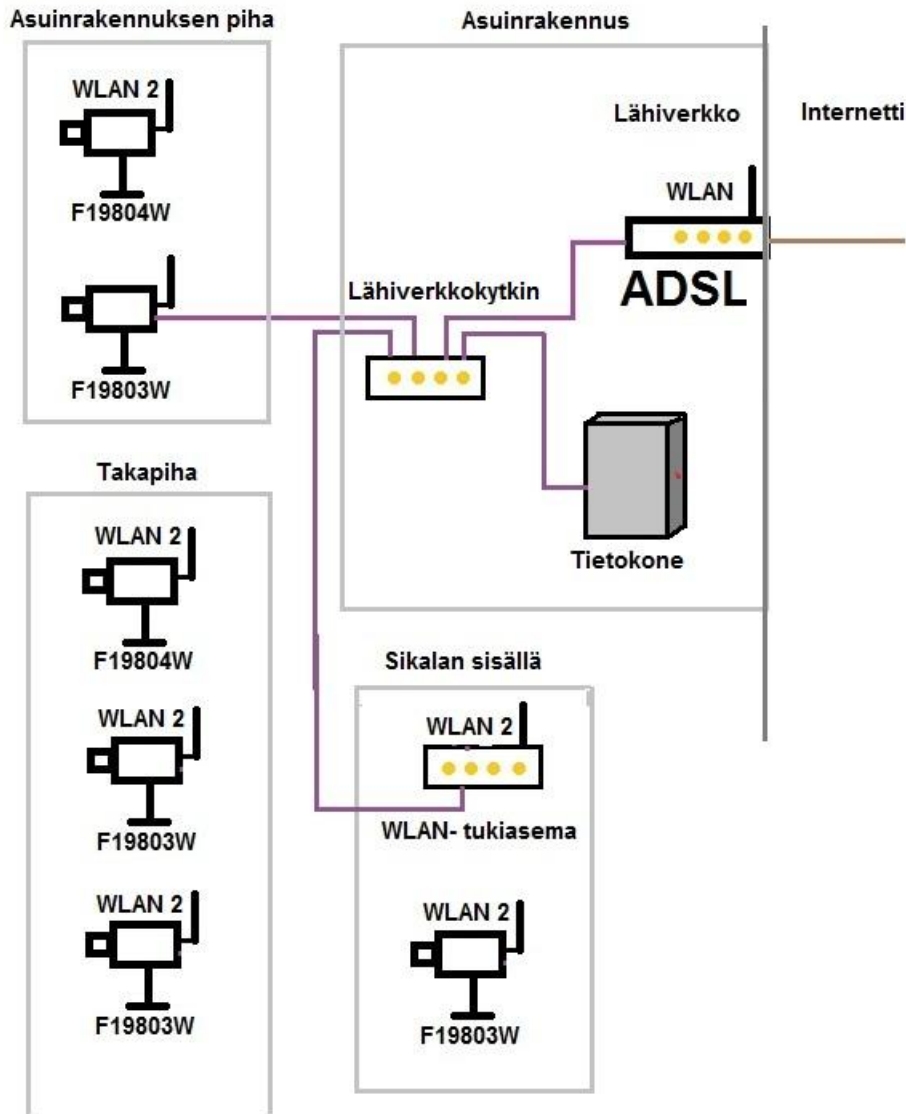 Asuinrakennuksen piha
WLAN 2
F19804W
F19803W
Asuinrakennus
Lähiverkko
Internetti
WLAN
ADSL
Lähiverkkokytkin
Tietokone
Takapiha
WLAN 2
F19804W
WLAN 2
F19803W
WLAN 2
F19803W
Sikalan sisällä
WLAN 2
WLAN- tukiasema
WLAN 2
F19803W